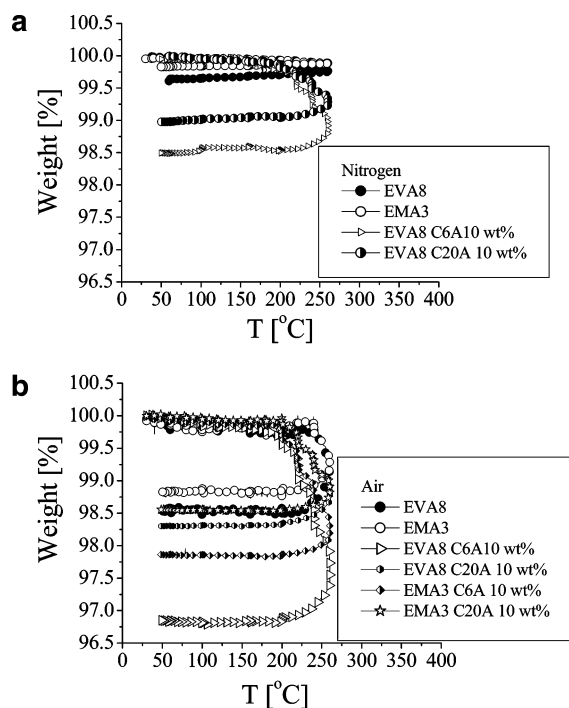 a
100.5
100.0
99.5
99.0
98.5
98.0
97.5
97.0
96.5
Weight [%]
0 50 100 150 200 250 300 350 400
T [°C]
Nitrogen
EVA8
EMA3
EVA8 C6A10 wt%
EVA8 C20A 10 wt%
b
100.5
100.0
99.5
99.0
98.5
98.0
97.5
97.0
96.5
Weight [%]
0 50 100 150 200 250 300 350 400
T [°C]
Air
EVA8
EMA3
EVA8 C6A10 wt%
EVA8 C20A 10 wt%
EMA3 C6A 10 wt%
EMA3 C20A 10 wt%